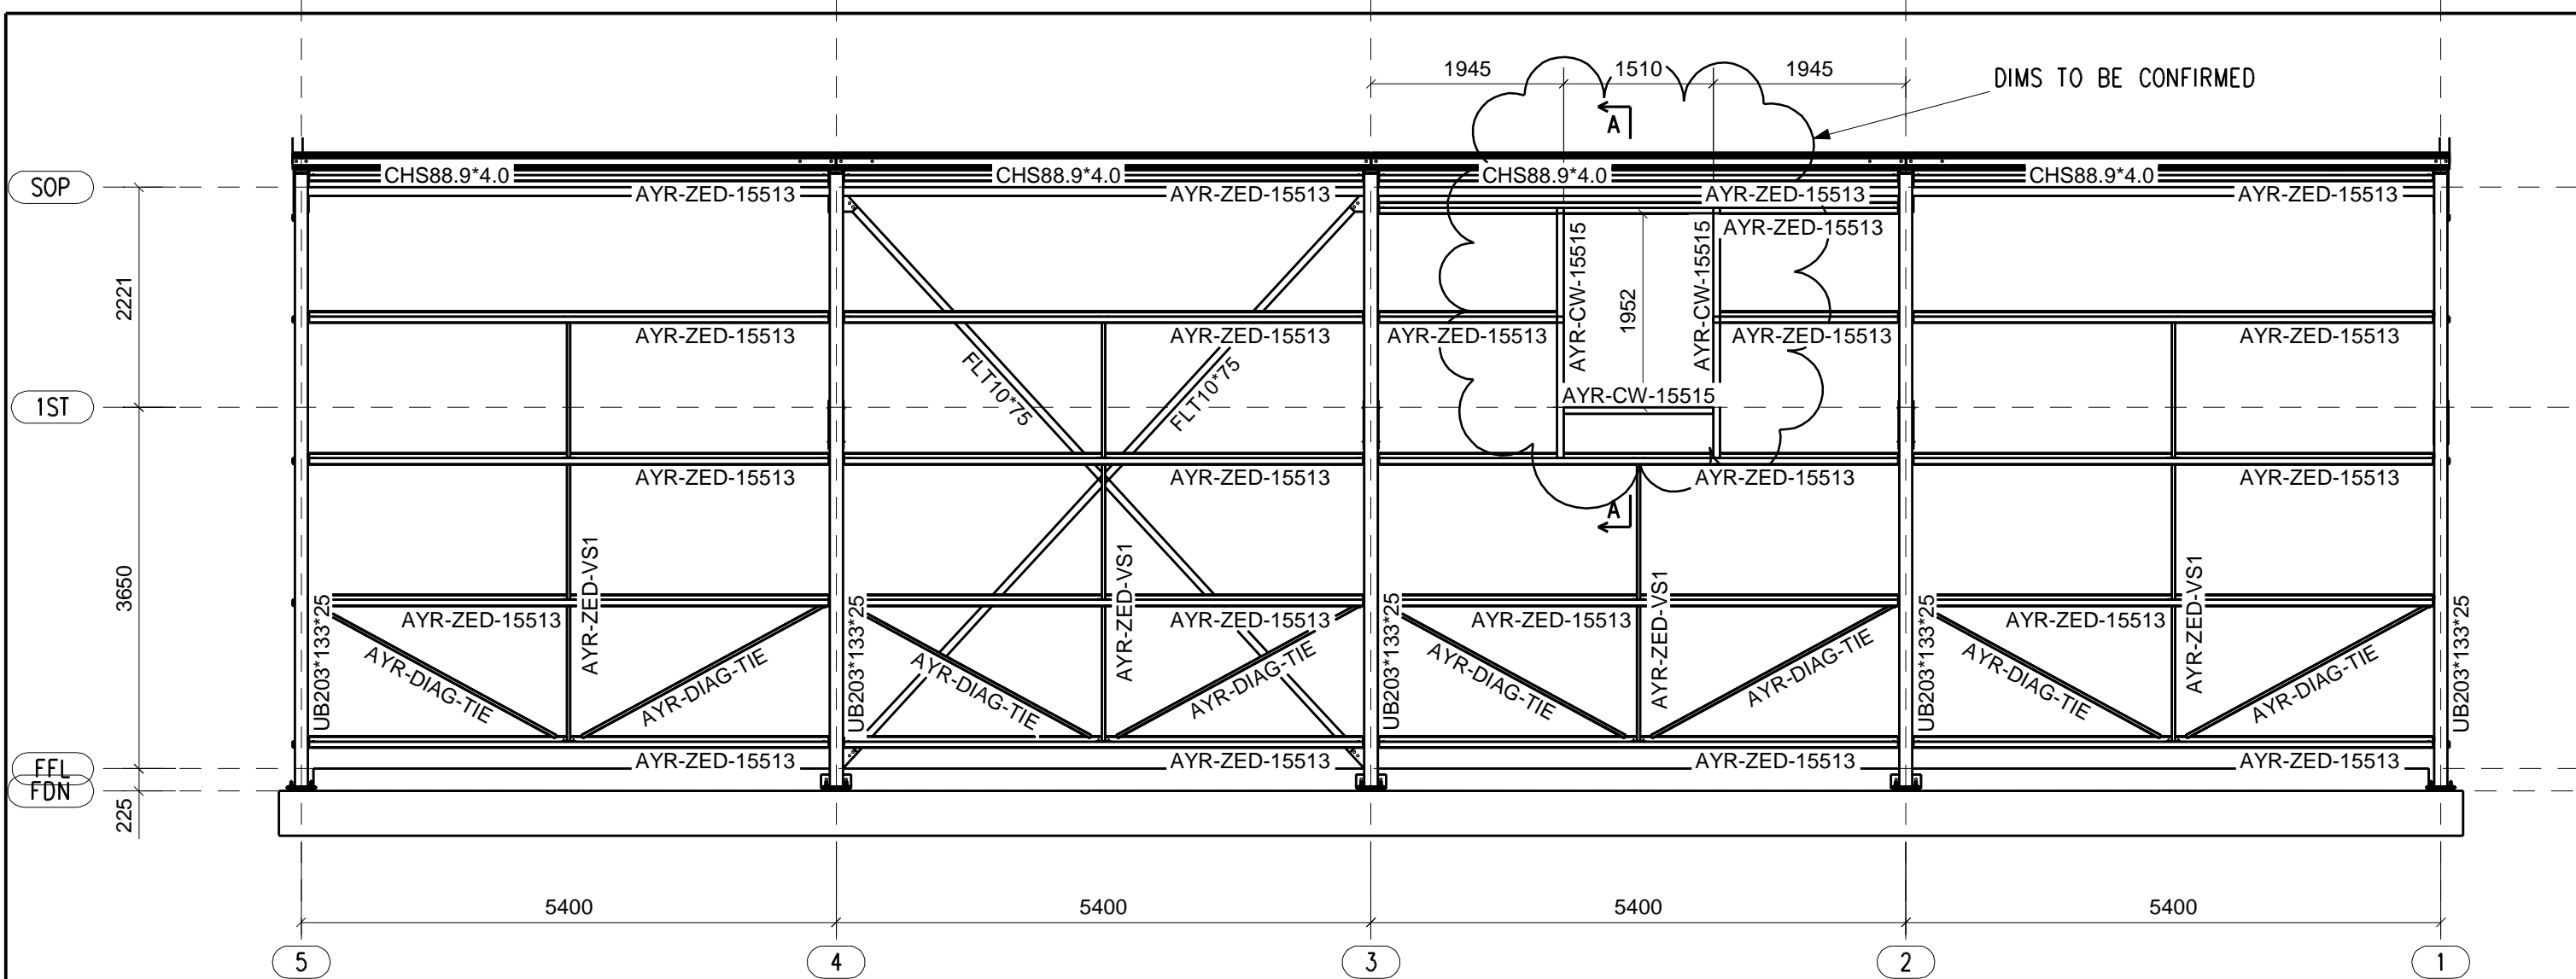 1945
1510
1945
DIMS TO BE CONFIRMED
A
CHS88.9*4.0
CHS88.9*4.0
CHS88.9*4.0
CHS88.9*4.0
SOP
AYR-ZED-15513
AYR-ZED-15513
AYR-ZED-15513
AYR-ZED-15513
AYR-ZED-15513
2221
AYR-CW-15515
1952
AYR-CW-15515
AYR-ZED-15513
AYR-ZED-15513
AYR-ZED-15513
AYR-ZED-15513
AYR-ZED-15513
FLT10*75
FLT10*75
1ST
AYR-CW-15515
AYR-ZED-15513
AYR-ZED-15513
AYR-ZED-15513
AYR-ZED-15513
A
3650
AYR-ZED-VS1
AYR-ZED-VS1
AYR-ZED-VS1
AYR-ZED-VS1
UB203*133*25
UB203*133*25
UB203*133*25
UB203*133*25
UB203*133*25
AYR-ZED-15513
AYR-ZED-15513
AYR-ZED-15513
AYR-ZED-15513
AYR-DIAG-TIE
AYR-DIAG-TIE
AYR-DIAG-TIE
AYR-DIAG-TIE
AYR-DIAG-TIE
AYR-DIAG-TIE
AYR-DIAG-TIE
AYR-DIAG-TIE
FFL
AYR-ZED-15513
AYR-ZED-15513
AYR-ZED-15513
AYR-ZED-15513
FDN
225
5400
5400
5400
5400
5
4
3
2
1